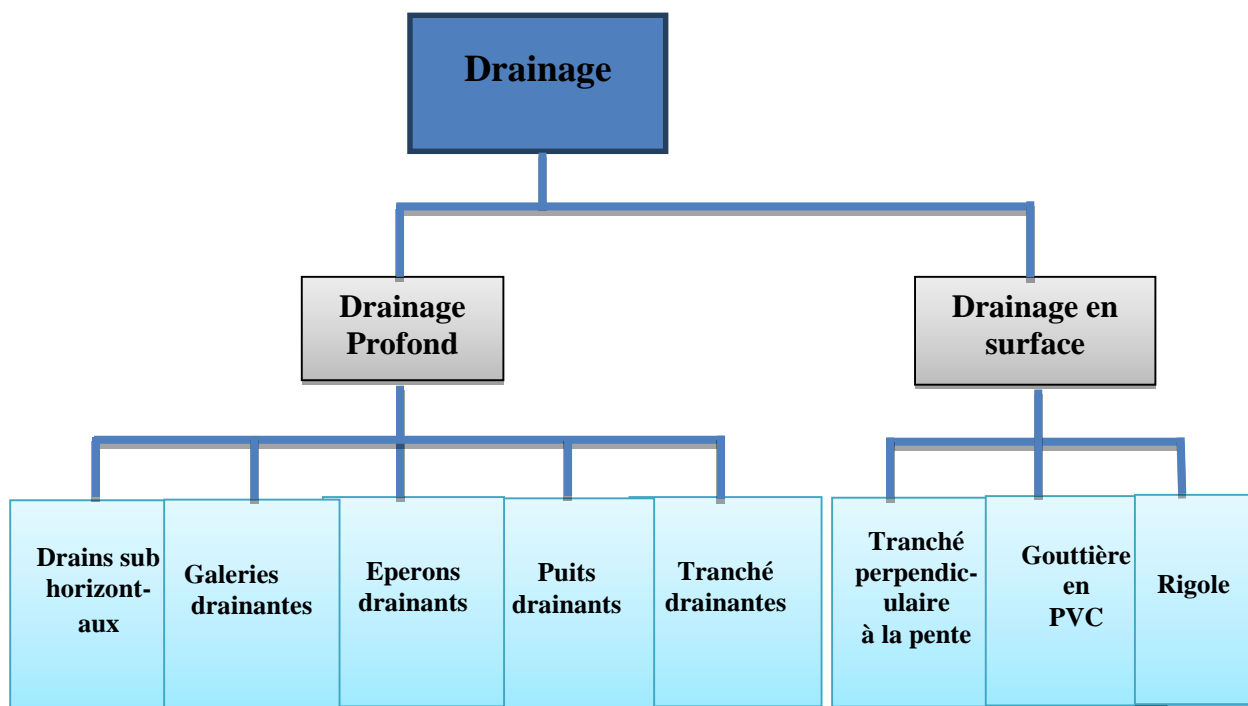 Drainage
Drainage
Profond
Drainage en
surface
Drains sub
horizont-
aux
Galeries
drainantes
Eperons
drainants
Puits
drainants
Tranché
drainantes
Tranché
perpendic-
ulaire
à la pente
Gouttière
en
PVC
Rigole